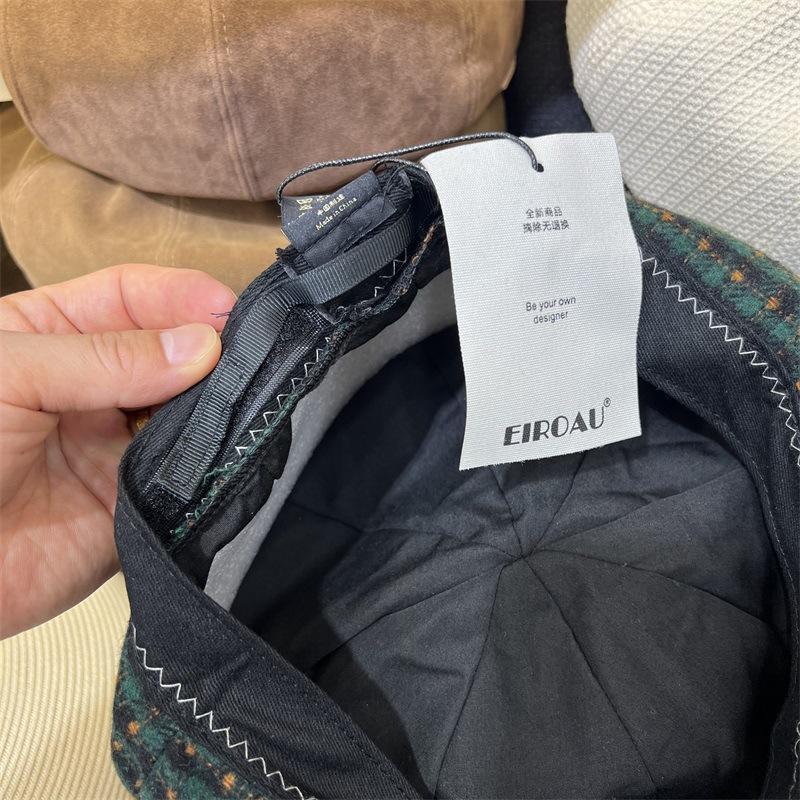 中国制造
Made in China
全新商品
摘除无退换
Be your own
designer
EIROAU®